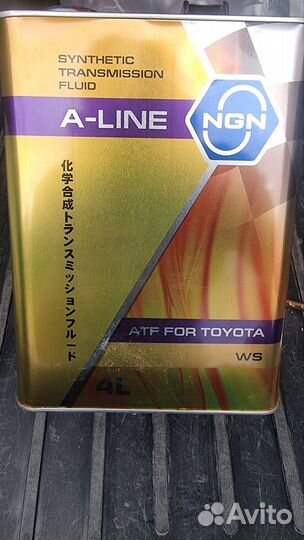 SYNTHETIC
TRANSMISSION
FLUID
A-LINE
NGN
化学合成トランスミッションフルード
ATF FOR TOYOTA
WS
4L
Avito